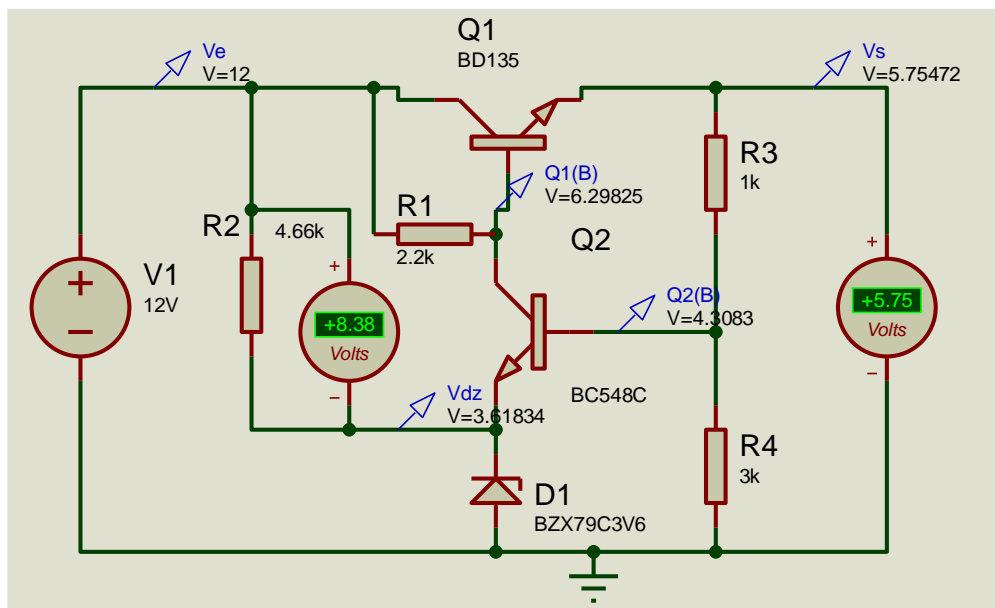 Q1
BD135
Ve
V=12
Vs
V=5.75472
R3
1k
Q1(B)
V=6.29825
R1
2.2k
R2
4.66k
Q2
V1
12V
+
+8.38
Volts
−
Q2(B)
V=4.3083
+
+5.75
Volts
−
BC548C
Vdz
V=3.61834
R4
3k
D1
BZX79C3V6